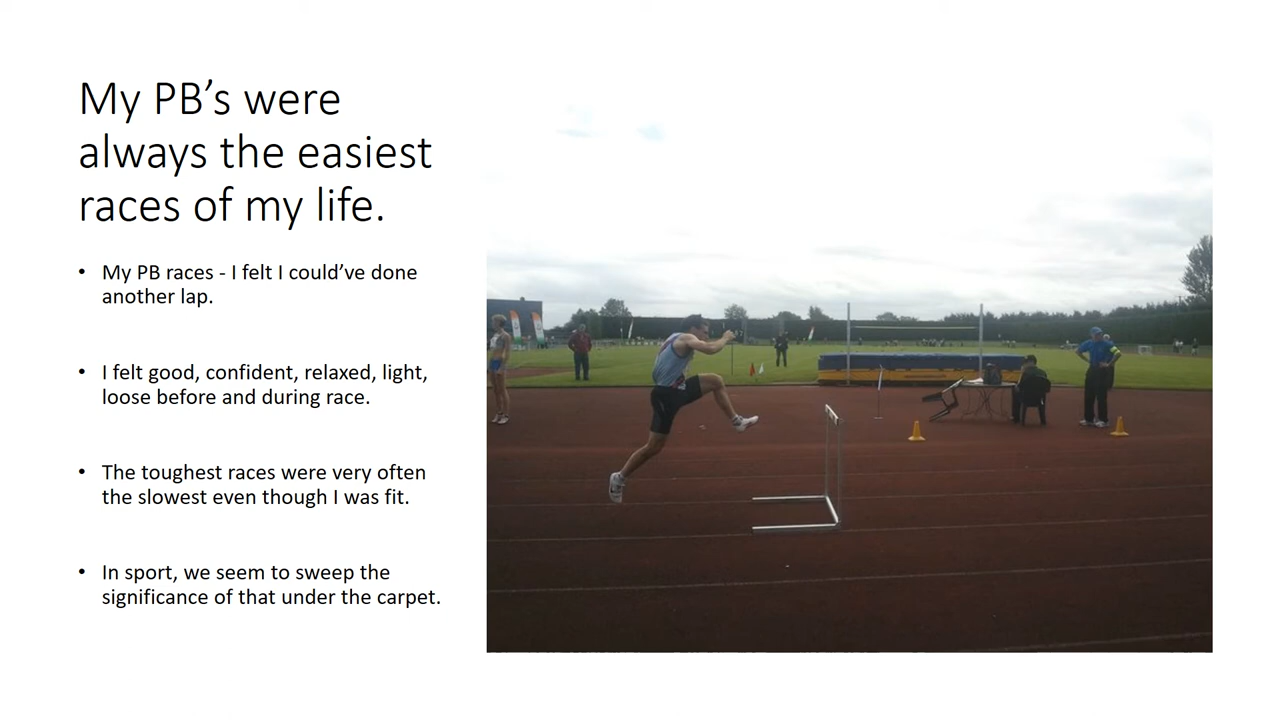 My PB’s were
always the easiest
races of my life.
• My PB races - I felt I could’ve done
another lap.
• I felt good, confident, relaxed, light,
loose before and during race.
• The toughest races were very often
the slowest even though I was fit.
• In sport, we seem to sweep the
significance of that under the carpet.